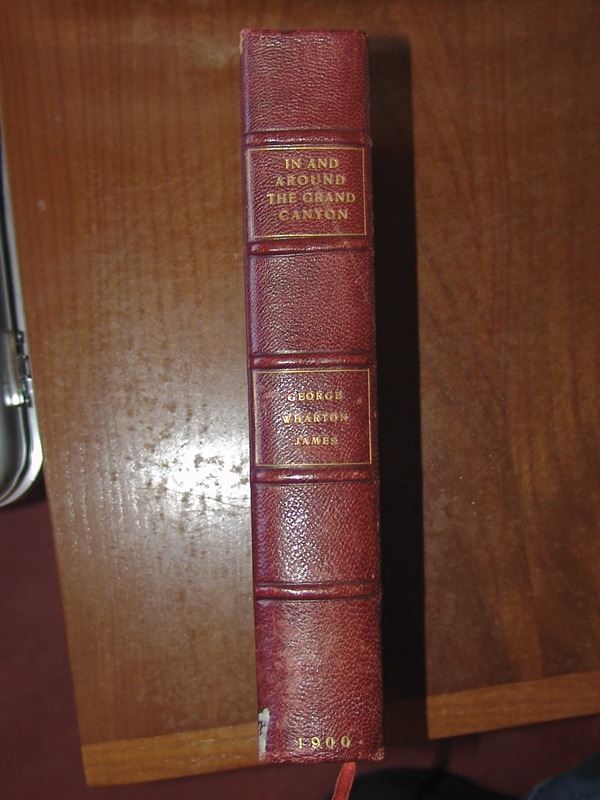 IN AND
AROUND
THE GRAND
CANYON
GEORGE
WHARTON
JAMES
1900